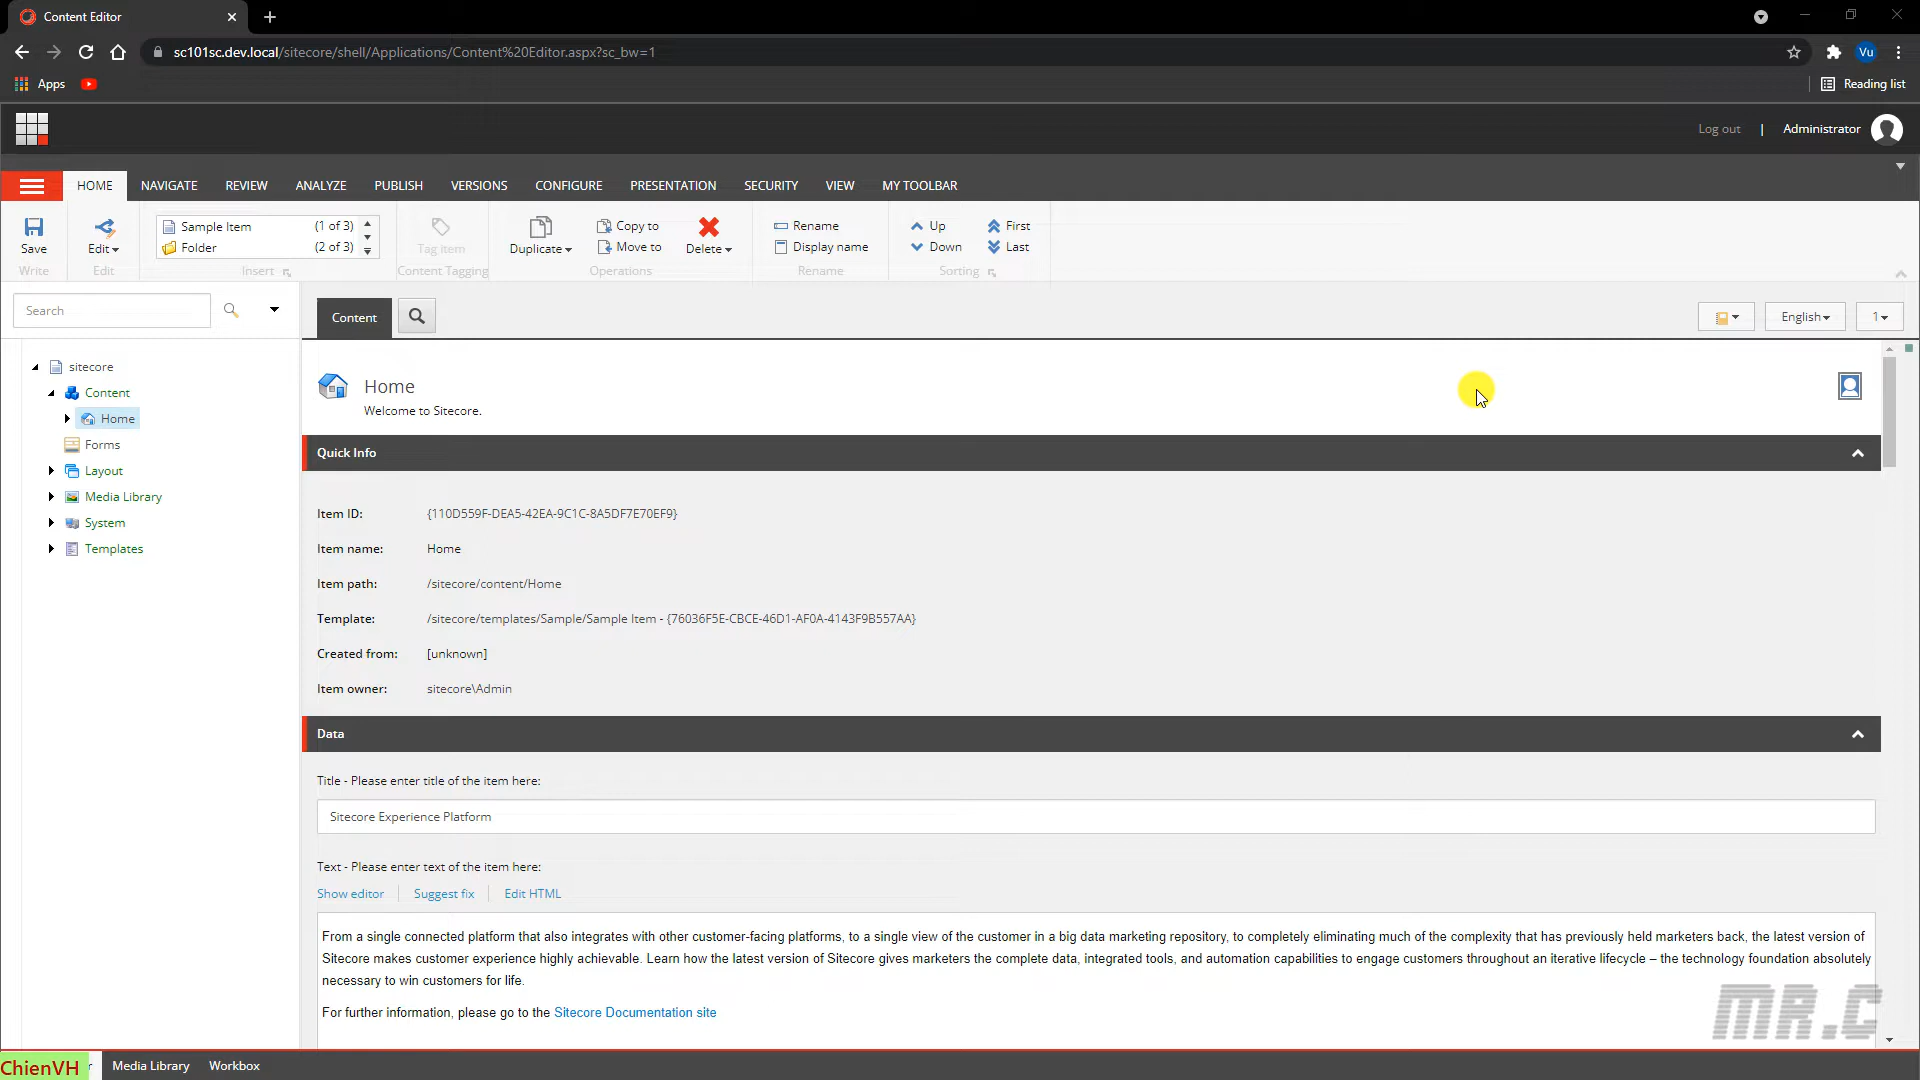 Content Editor
sc101sc.dev.local/sitecore/shell/Applications/Content%20Editor.aspx?sc_bw=1
Vu
Apps
Reading list
Log out | Administrator
HOME NAVIGATE REVIEW ANALYZE PUBLISH VERSIONS CONFIGURE PRESENTATION SECURITY VIEW MY TOOLBAR
Save
Write
Edit
Edit
Sample Item (1 of 3)
Folder (2 of 3)
Insert
Tag item
Content Tagging
Duplicate
Copy to
Move to
Delete
Operations
Rename
Display name
Rename
Up
Down
First
Last
Sorting
Search
Content
English
1
sitecore
Content
Home
Forms
Layout
Media Library
System
Templates
Home
Welcome to Sitecore.
Quick Info
Item ID: {110D559F-DEA5-42EA-9C1C-8A5DF7E70EF9}
Item name: Home
Item path: /sitecore/content/Home
Template: /sitecore/templates/Sample/Sample Item - {76036F5E-CBCE-46D1-AF0A-4143F9B557AA}
Created from: [unknown]
Item owner: sitecore\Admin
Data
Title - Please enter title of the item here:
Sitecore Experience Platform
Text - Please enter text of the item here:
Show editor Suggest fix Edit HTML
From a single connected platform that also integrates with other customer-facing platforms, to a single view of the customer in a big data marketing repository, to completely eliminating much of the complexity that has previously held marketers back, the latest version of
Sitecore makes customer experience highly achievable. Learn how the latest version of Sitecore gives marketers the complete data, integrated tools, and automation capabilities to engage customers throughout an iterative lifecycle – the technology foundation absolutely
necessary to win customers for life.
For further information, please go to the Sitecore Documentation site
MR.C
ChienVH
r
Media Library
Workbox